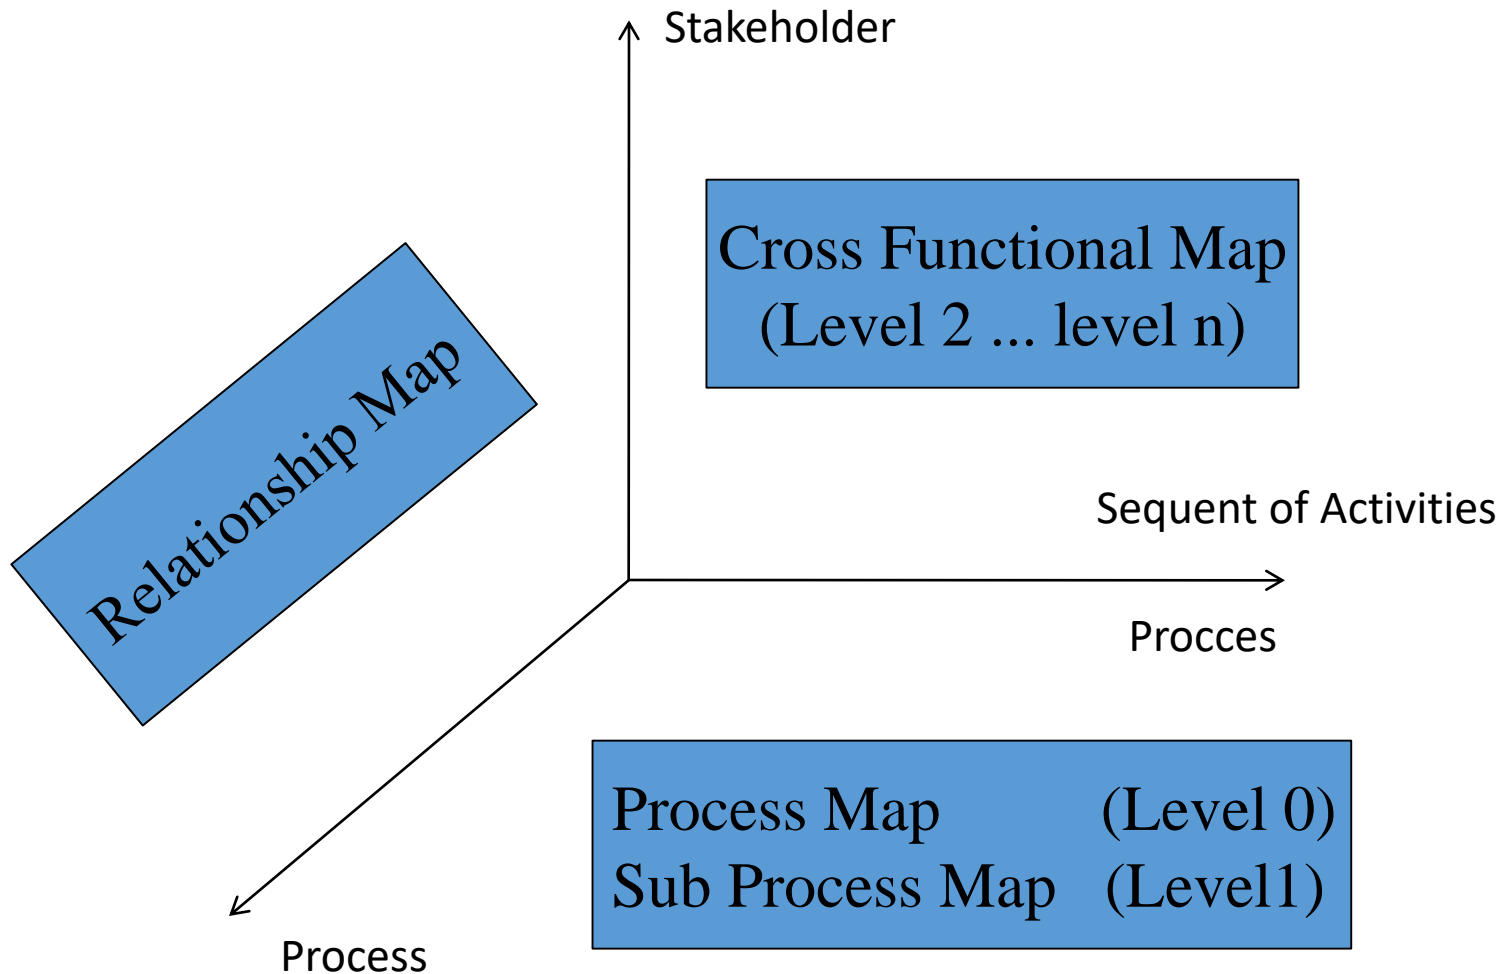 Stakeholder
Cross Functional Map
(Level 2 ... level n)
Relationship Map
Sequent of Activities
Procces
Process Map (Level 0)
Sub Process Map (Level1)
Process